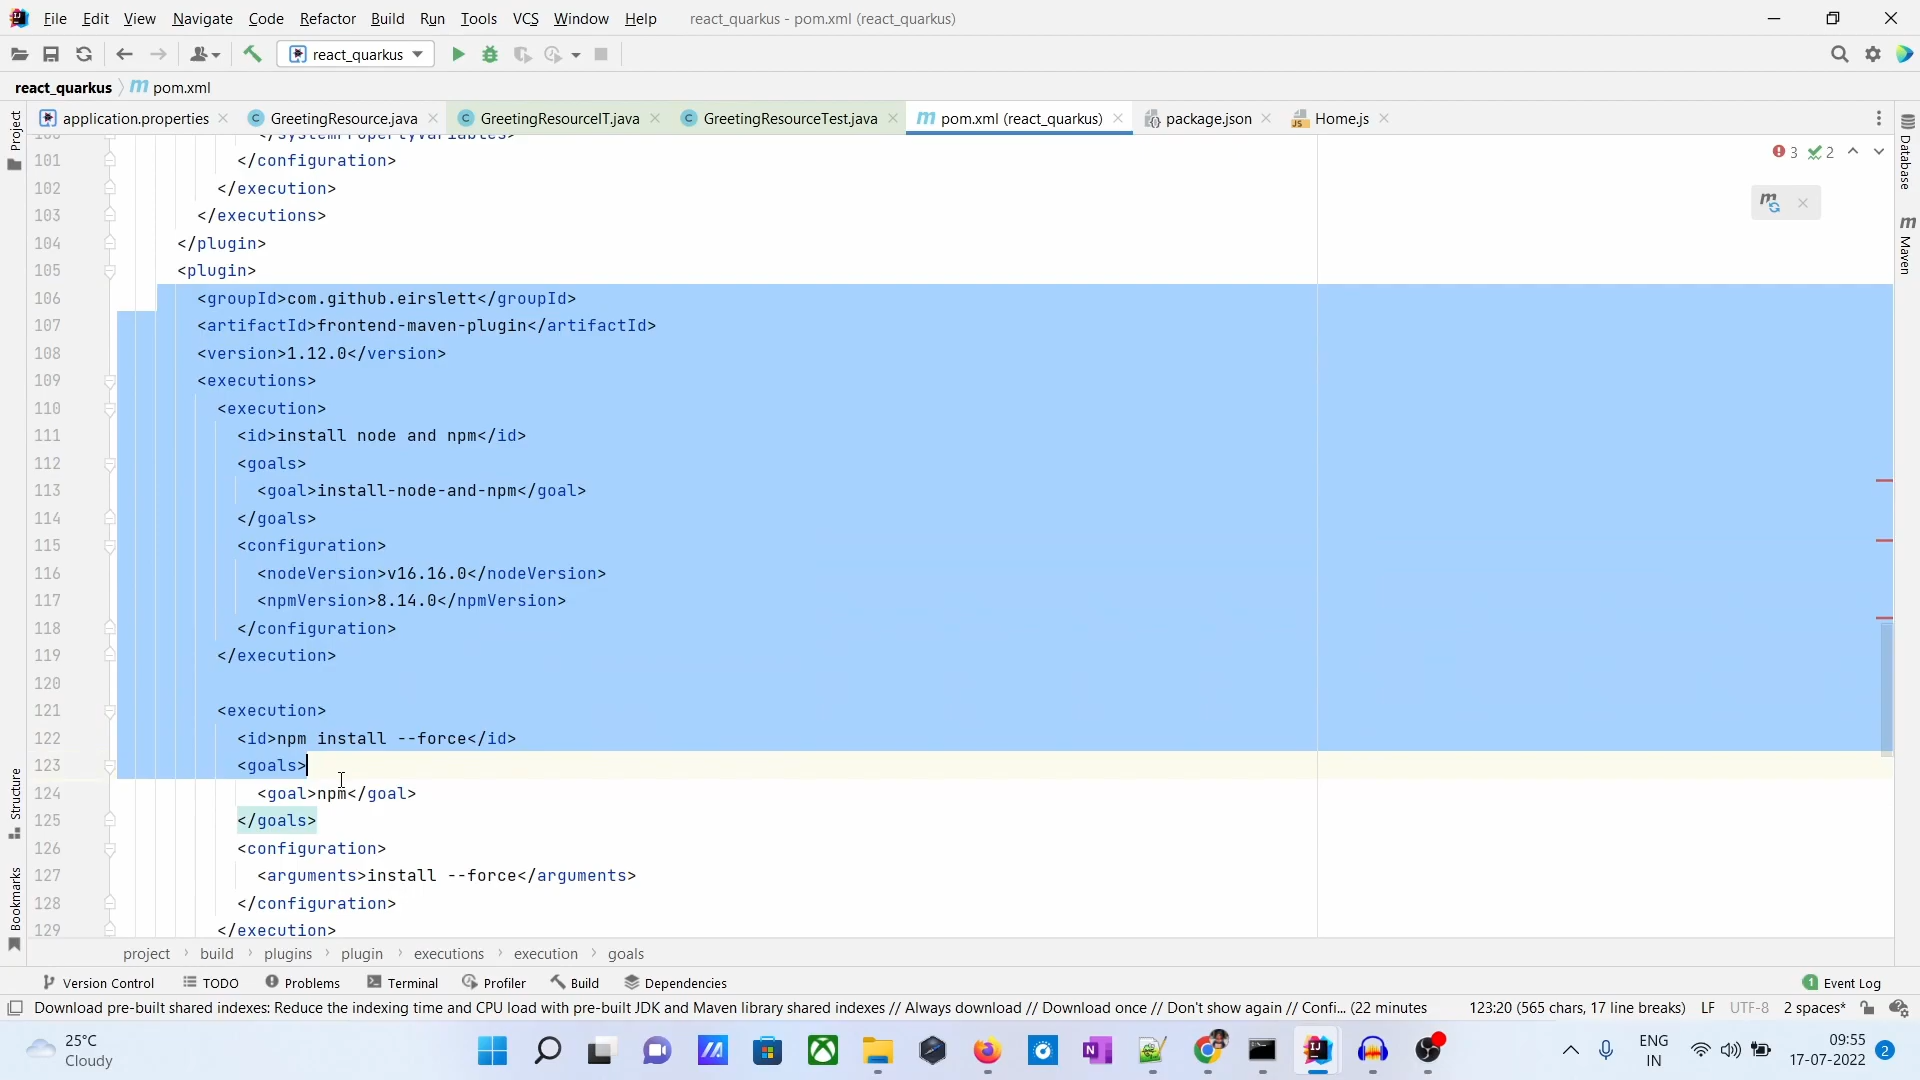 File Edit View Navigate Code Refactor Build Run Tools VCS Window Help react_quarkus - pom.xml (react_quarkus)
react_quarkus
react_quarkus pom.xml
application.properties GreetingResource.java GreetingResourceIT.java GreetingResourceTest.java pom.xml (react_quarkus) package.json Home.js
Project
Structure
Bookmarks
Database
Maven
3 2
100 </systemPropertyVariables>
101 </configuration>
102 </execution>
103 </executions>
104 </plugin>
105 <plugin>
106 <groupId>com.github.eirslett</groupId>
107 <artifactId>frontend-maven-plugin</artifactId>
108 <version>1.12.0</version>
109 <executions>
110 <execution>
111 <id>install node and npm</id>
112 <goals>
113 <goal>install-node-and-npm</goal>
114 </goals>
115 <configuration>
116 <nodeVersion>v16.16.0</nodeVersion>
117 <npmVersion>8.14.0</npmVersion>
118 </configuration>
119 </execution>
120
121 <execution>
122 <id>npm install --force</id>
123 <goals>
124 <goal>npm</goal>
125 </goals>
126 <configuration>
127 <arguments>install --force</arguments>
128 </configuration>
129 </execution>
project build plugins plugin executions execution goals
Version Control TODO Problems Terminal Profiler Build Dependencies 1 Event Log
Download pre-built shared indexes: Reduce the indexing time and CPU load with pre-built JDK and Maven library shared indexes // Always download // Download once // Don't show again // Confi... (22 minutes 123:20 (565 chars, 17 line breaks) LF UTF-8 2 spaces*
25°C
Cloudy
ENG
IN
09:55
17-07-2022
2